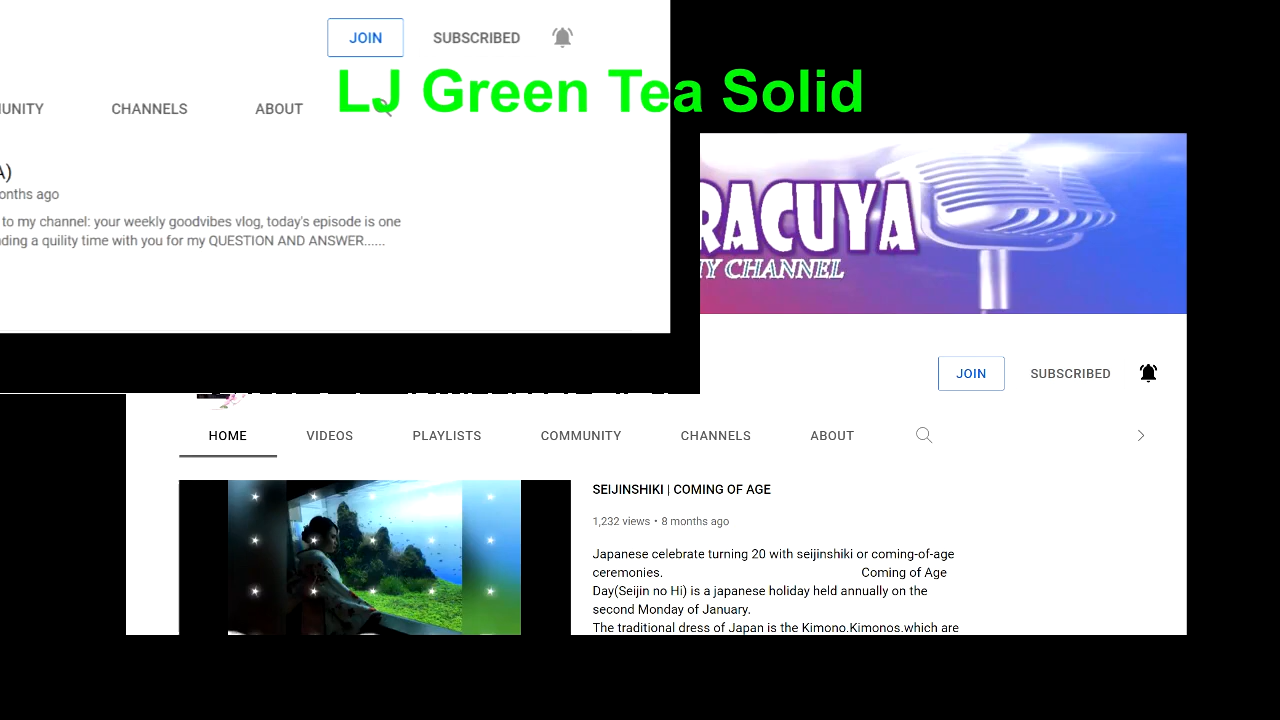 JOIN SUBSCRIBED
LJ Green Tea Solid
UNITY CHANNELS ABOUT
A)
onths ago
to my channel: your weekly goodvibes vlog, today's episode is one
nding a quility time with you for my QUESTION AND ANSWER......
RACUYA
MY CHANNEL
JOIN SUBSCRIBED
HOME VIDEOS PLAYLISTS COMMUNITY CHANNELS ABOUT
SEIJINSHIKI | COMING OF AGE
1,232 views • 8 months ago
Japanese celebrate turning 20 with seijinshiki or coming-of-age
ceremonies. Coming of Age
Day(Seijin no Hi) is a japanese holiday held annually on the
second Monday of January.
The traditional dress of Japan is the Kimono.Kimonos.which are